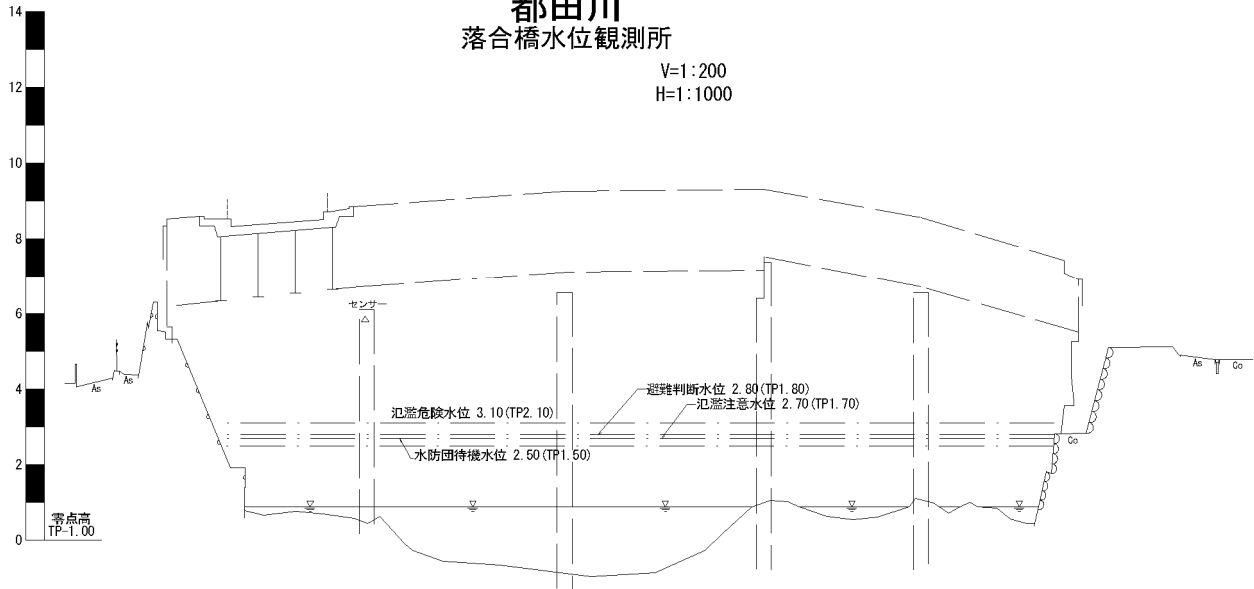 都田川
落合橋水位観測所
V=1:200
H=1:1000
14
12
10
8
6
4
2
0
センサー
As
As
As
Co
Co
避難判断水位 2.80(TP1.80)
氾濫注意水位 2.70(TP1.70)
氾濫危険水位 3.10(TP2.10)
水防団待機水位 2.50(TP1.50)
零点高
TP-1.00